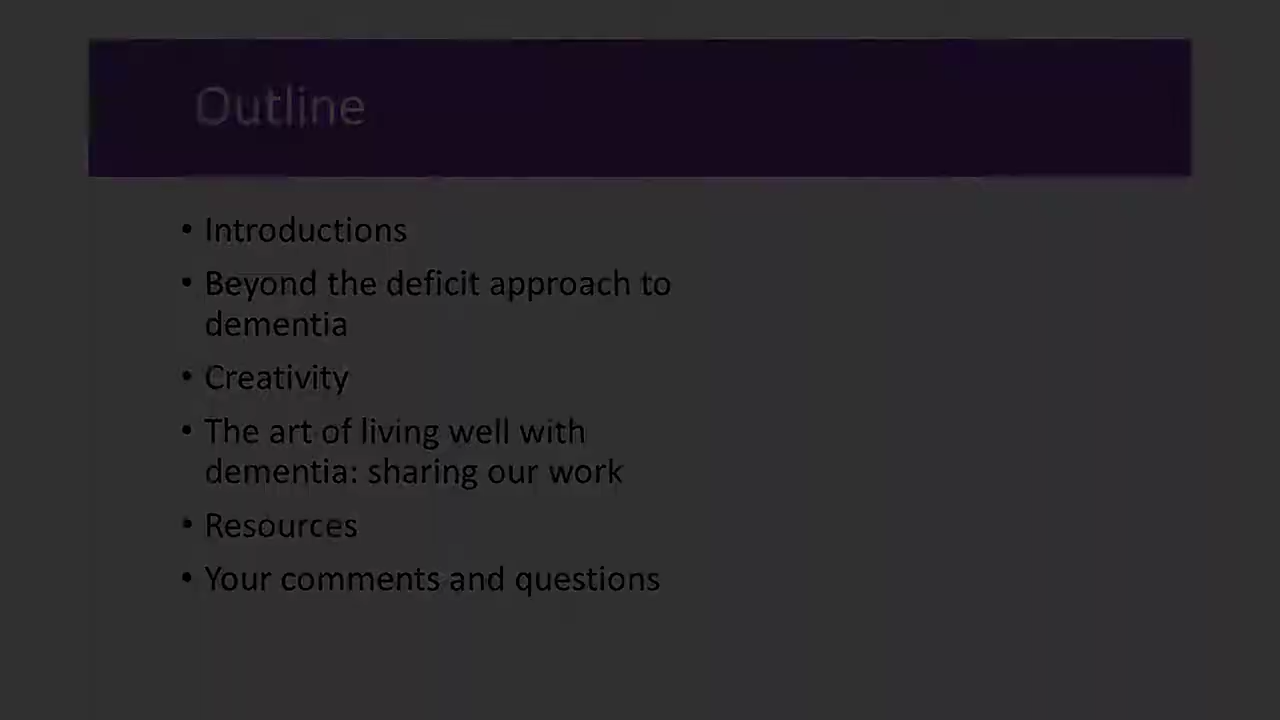 Outline
• Introductions
• Beyond the deficit approach to
dementia
• Creativity
• The art of living well with
dementia: sharing our work
• Resources
• Your comments and questions